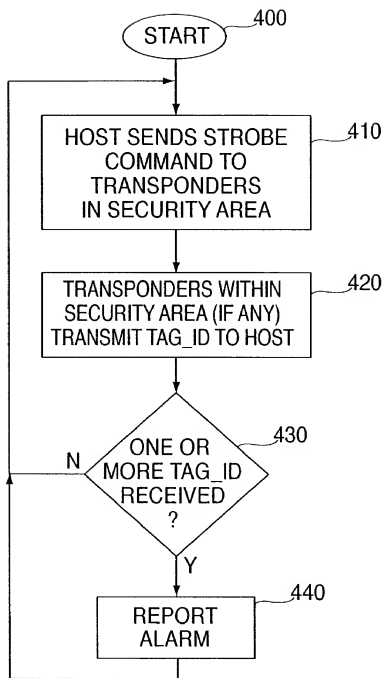 START
400
HOST SENDS STROBE
COMMAND TO
TRANSPONDERS
IN SECURITY AREA
410
TRANSPONDERS WITHIN
SECURITY AREA (IF ANY)
TRANSMIT TAG_ID TO HOST
420
ONE OR
MORE TAG_ID
RECEIVED
?
430
N
Y
REPORT
ALARM
440